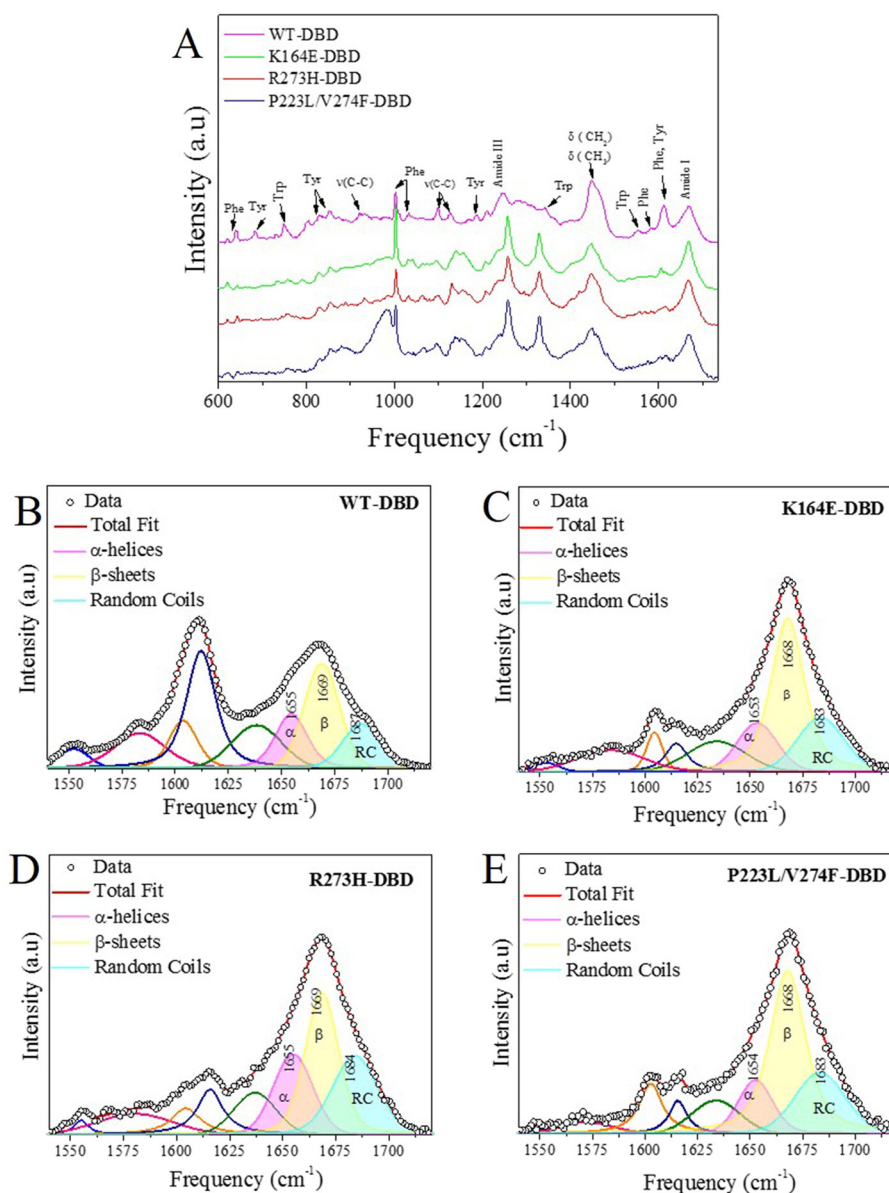 A
WT-DBD
K164E-DBD
R273H-DBD
P223L/V274F-DBD
Intensity (a.u)
Phe
Tyr
Trp
Tyr
ν(C-C)
Phe
ν(C-C)
Tyr
Amide III
Trp
δ (CH2)
δ (CH3)
Trp
Phe
Phe, Tyr
Amide I
600 800 1000 1200 1400 1600
Frequency (cm-1)
B
Data
WT-DBD
Total Fit
α-helices
β-sheets
Random Coils
Intensity (a.u)
1655
1669
1687
α
β
RC
1550 1575 1600 1625 1650 1675 1700
Frequency (cm-1)
C
Data
K164E-DBD
Total Fit
α-helices
β-sheets
Random Coils
Intensity (a.u)
1653
1668
1683
α
β
RC
1550 1575 1600 1625 1650 1675 1700
Frequency (cm-1)
D
Data
R273H-DBD
Total Fit
α-helices
β-sheets
Random Coils
Intensity (a.u)
1655
1669
1684
α
β
RC
1550 1575 1600 1625 1650 1675 1700
Frequency (cm-1)
E
Data
P223L/V274F-DBD
Total Fit
α-helices
β-sheets
Random Coils
Intensity (a.u)
1654
1668
1683
α
β
RC
1550 1575 1600 1625 1650 1675 1700
Frequency (cm-1)